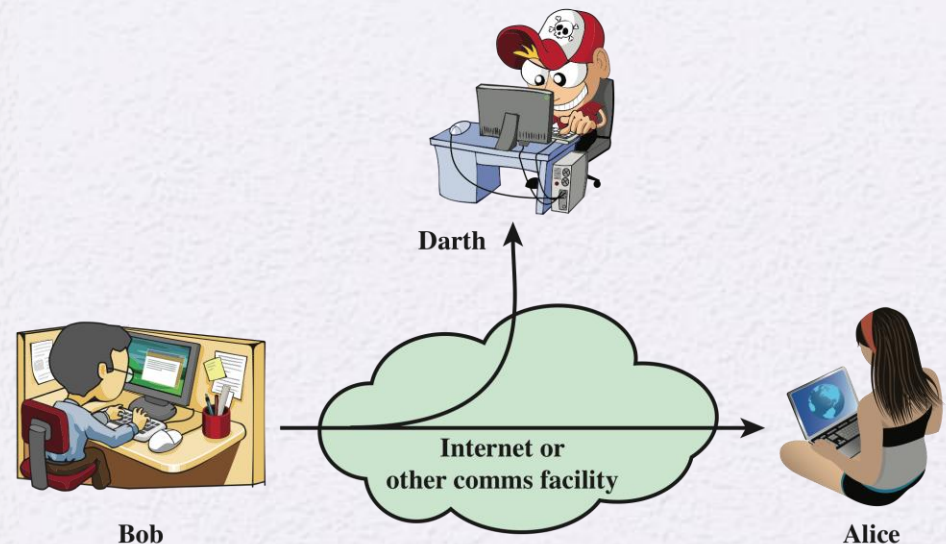 Darth
Internet or
other comms facility
Bob
Alice